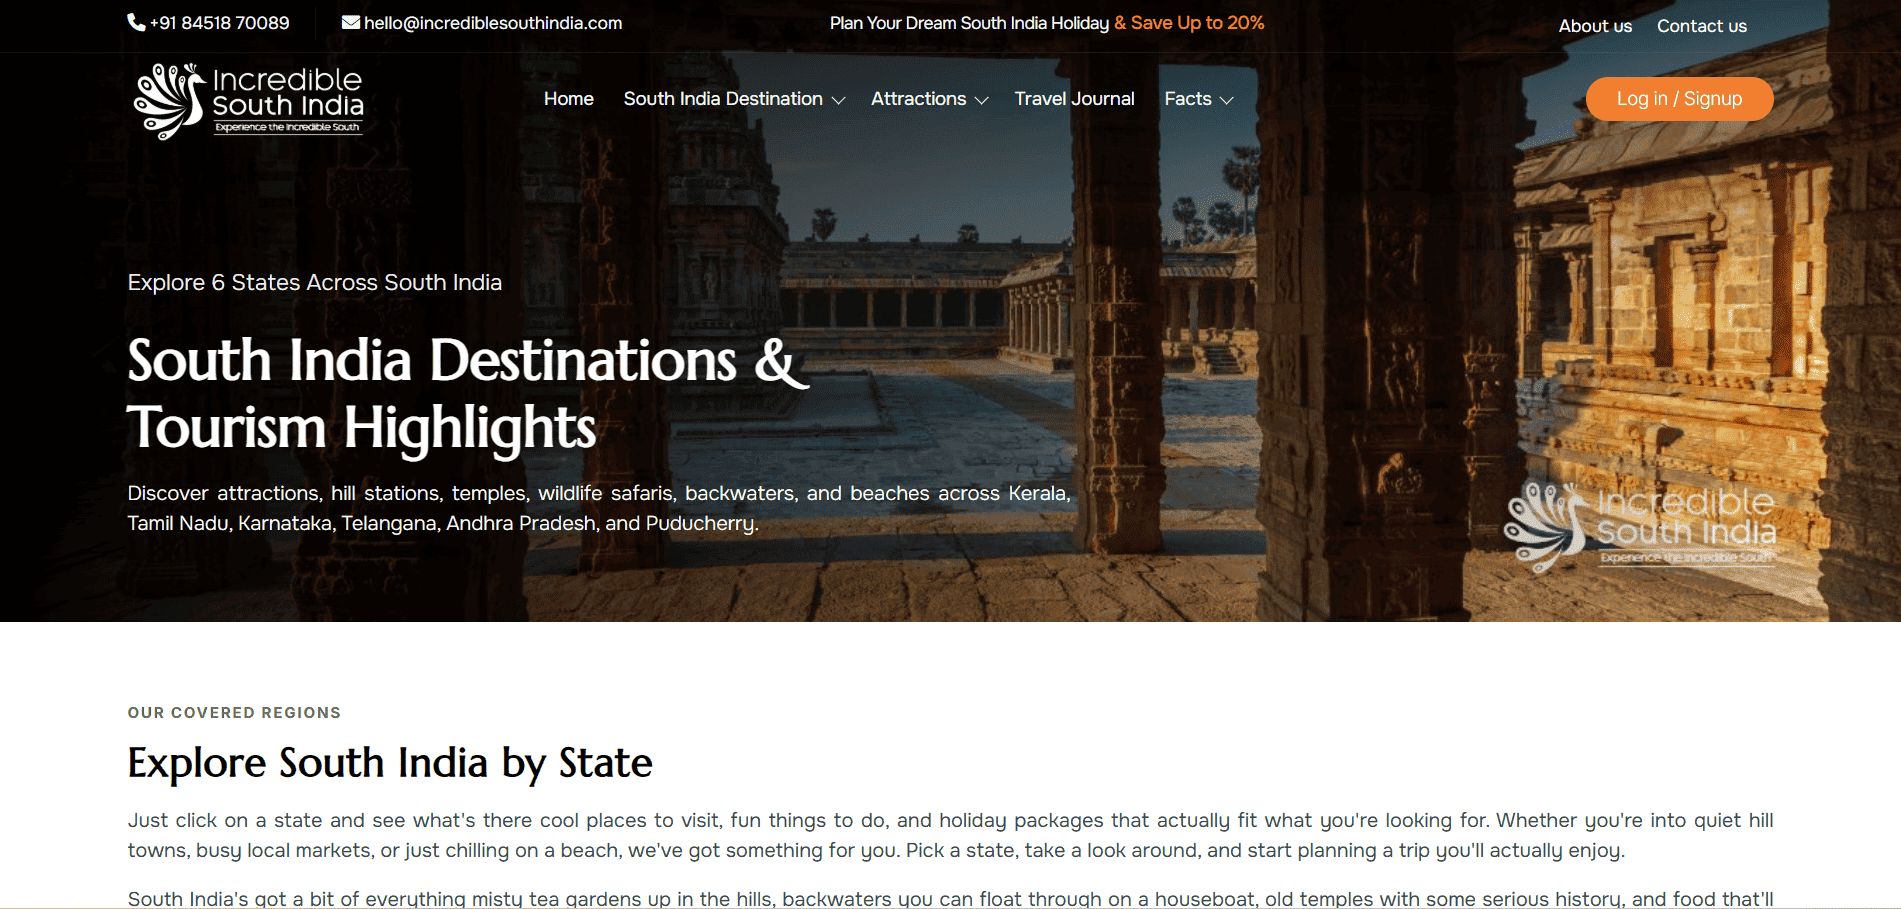 +91 84518 70089
hello@incrediblesouthindia.com
Plan Your Dream South India Holiday & Save Up to 20%
About us
Contact us
Incredible
South India
Experience the Incredible South
Home
South India Destination
Attractions
Travel Journal
Facts
Log in / Signup
Explore 6 States Across South India
South India Destinations &
Tourism Highlights
Discover attractions, hill stations, temples, wildlife safaris, backwaters, and beaches across Kerala,
Tamil Nadu, Karnataka, Telangana, Andhra Pradesh, and Puducherry.
Incredible
South India
Experience the Incredible South
OUR COVERED REGIONS
Explore South India by State
Just click on a state and see what's there cool places to visit, fun things to do, and holiday packages that actually fit what you're looking for. Whether you're into quiet hill
towns, busy local markets, or just chilling on a beach, we've got something for you. Pick a state, take a look around, and start planning a trip you'll actually enjoy.
South India's got a bit of everything misty tea gardens up in the hills, backwaters you can float through on a houseboat, old temples with some serious history, and food that'll